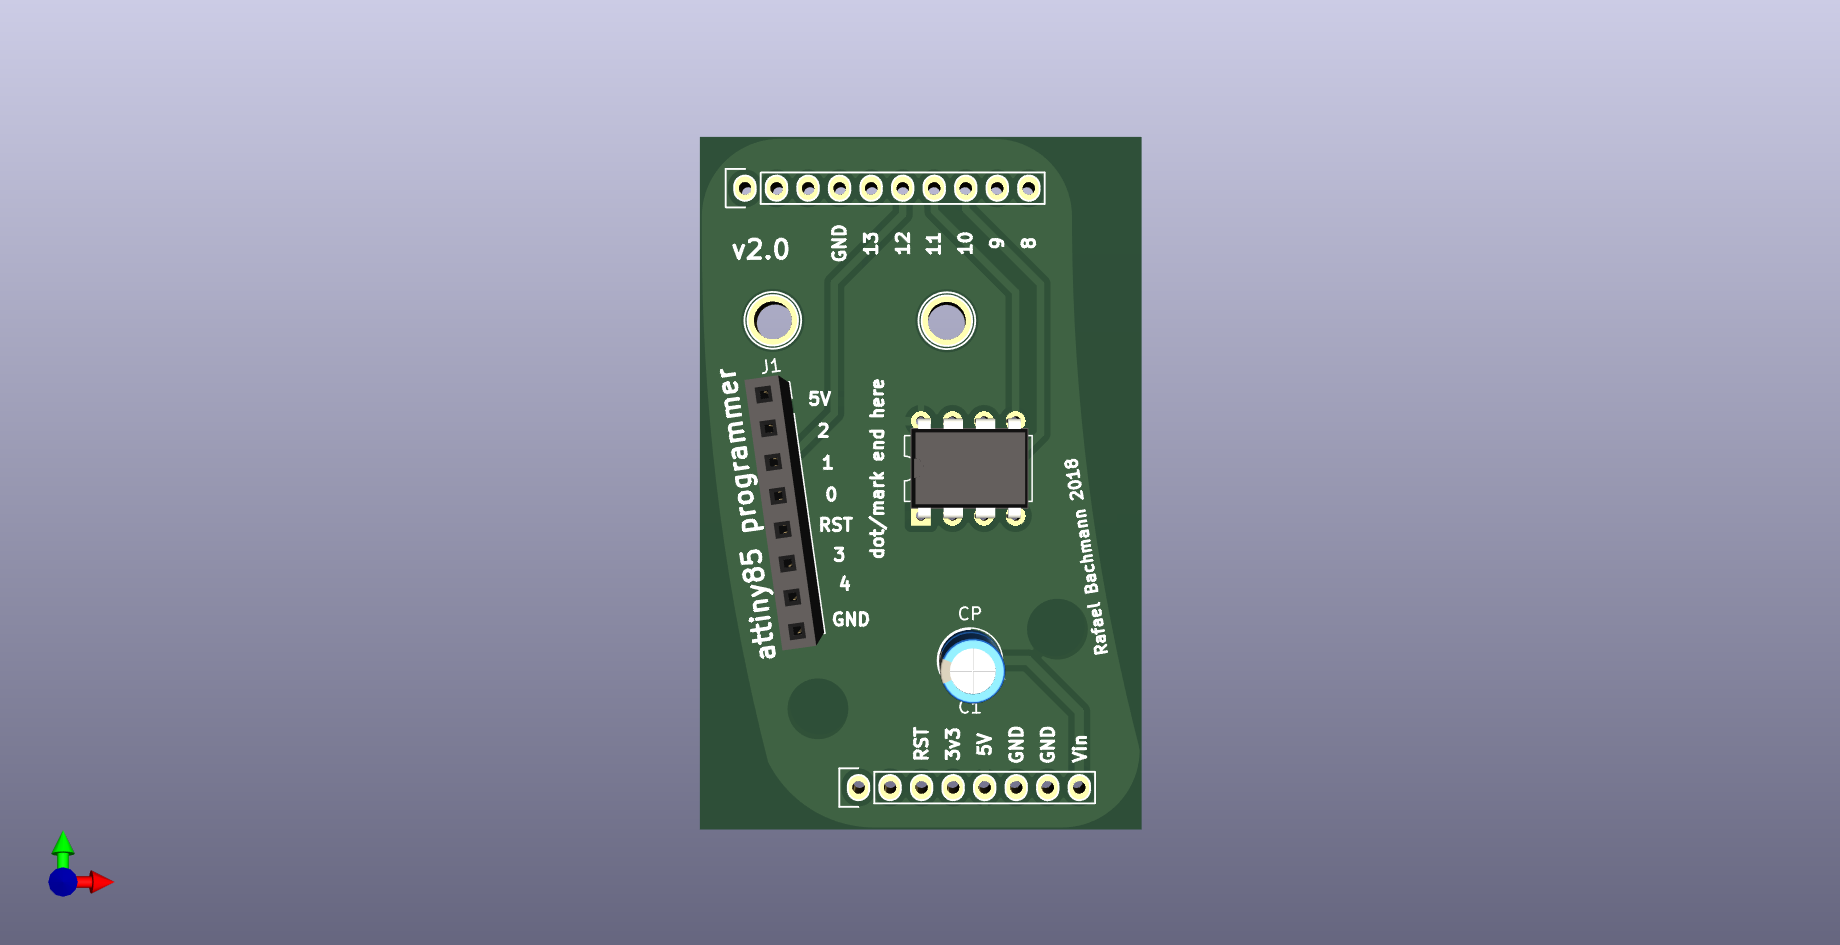 v2.0
GND
13
12
11
10
9
8
J1
attiny85 programmer
5V
2
1
0
RST
3
4
GND
dot/mark end here
Rafael Bachmann 2018
CP
C1
RST
3v3
5V
GND
GND
Vin